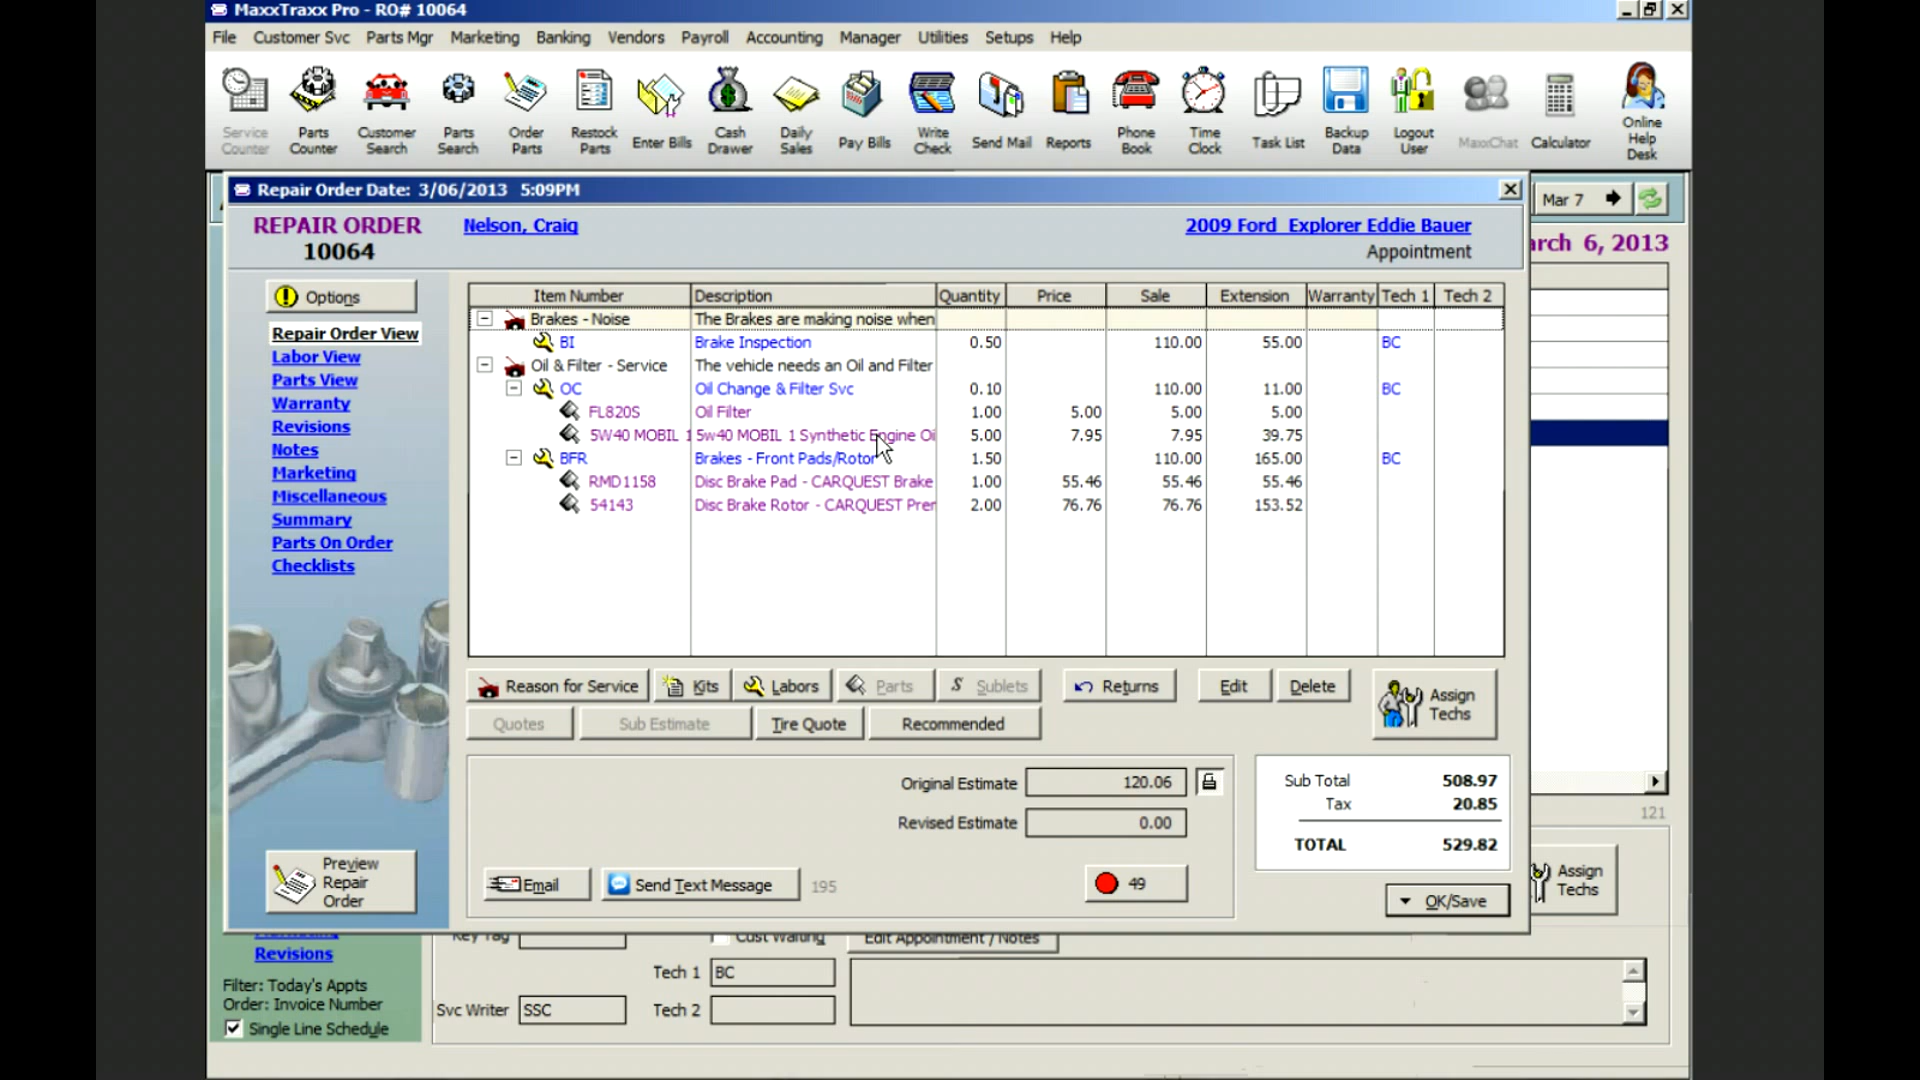 MaxxTraxx Pro - RO# 10064
File Customer Svc Parts Mgr Marketing Banking Vendors Payroll Accounting Manager Utilities Setups Help
Service Counter
Parts Counter
Customer Search
Parts Search
Order Parts
Restock Parts
Enter Bills
Cash Drawer
Daily Sales
Pay Bills
Write Check
Send Mail
Reports
Phone Book
Time Clock
Task List
Backup Data
Logout User
MaxxChat
Calculator
Online Help Desk
Repair Order Date: 3/06/2013 5:09PM
Mar 7
REPAIR ORDER
10064
Nelson, Craig
2009 Ford Explorer Eddie Bauer
Appointment
arch 6, 2013
Options
Repair Order View
Labor View
Parts View
Warranty
Revisions
Notes
Marketing
Miscellaneous
Summary
Parts On Order
Checklists
Preview Repair Order
Item Number Description Quantity Price Sale Extension Warranty Tech 1 Tech 2
Brakes - Noise The Brakes are making noise when
BI Brake Inspection 0.50 110.00 55.00 BC
Oil & Filter - Service The vehicle needs an Oil and Filter
OC Oil Change & Filter Svc 0.10 110.00 11.00 BC
FL820S Oil Filter 1.00 5.00 5.00 5.00
5W40 MOBIL 1 5w40 MOBIL 1 Synthetic Engine Oi 5.00 7.95 7.95 39.75
BFR Brakes - Front Pads/Rotor 1.50 110.00 165.00 BC
RMD1158 Disc Brake Pad - CARQUEST Brake 1.00 55.46 55.46 55.46
54143 Disc Brake Rotor - CARQUEST Prer 2.00 76.76 76.76 153.52
Reason for Service Kits Labors Parts S Sublets Returns Edit Delete
Assign Techs
Quotes Sub Estimate Tire Quote Recommended
Original Estimate 120.06
Revised Estimate 0.00
Sub Total 508.97
Tax 20.85
TOTAL 529.82
Email Send Text Message 195
49
OK/Save
121
Assign Techs
Key Tag
Cust Waiting
Edit Appointment / Notes
Revisions
Filter: Today's Appts
Order: Invoice Number
Single Line Schedule
Tech 1 BC
Svc Writer SSC
Tech 2